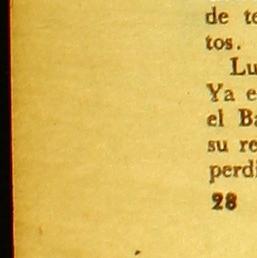 de te
tos.
Lu
Ya e
el Ba
su re
perdi
28